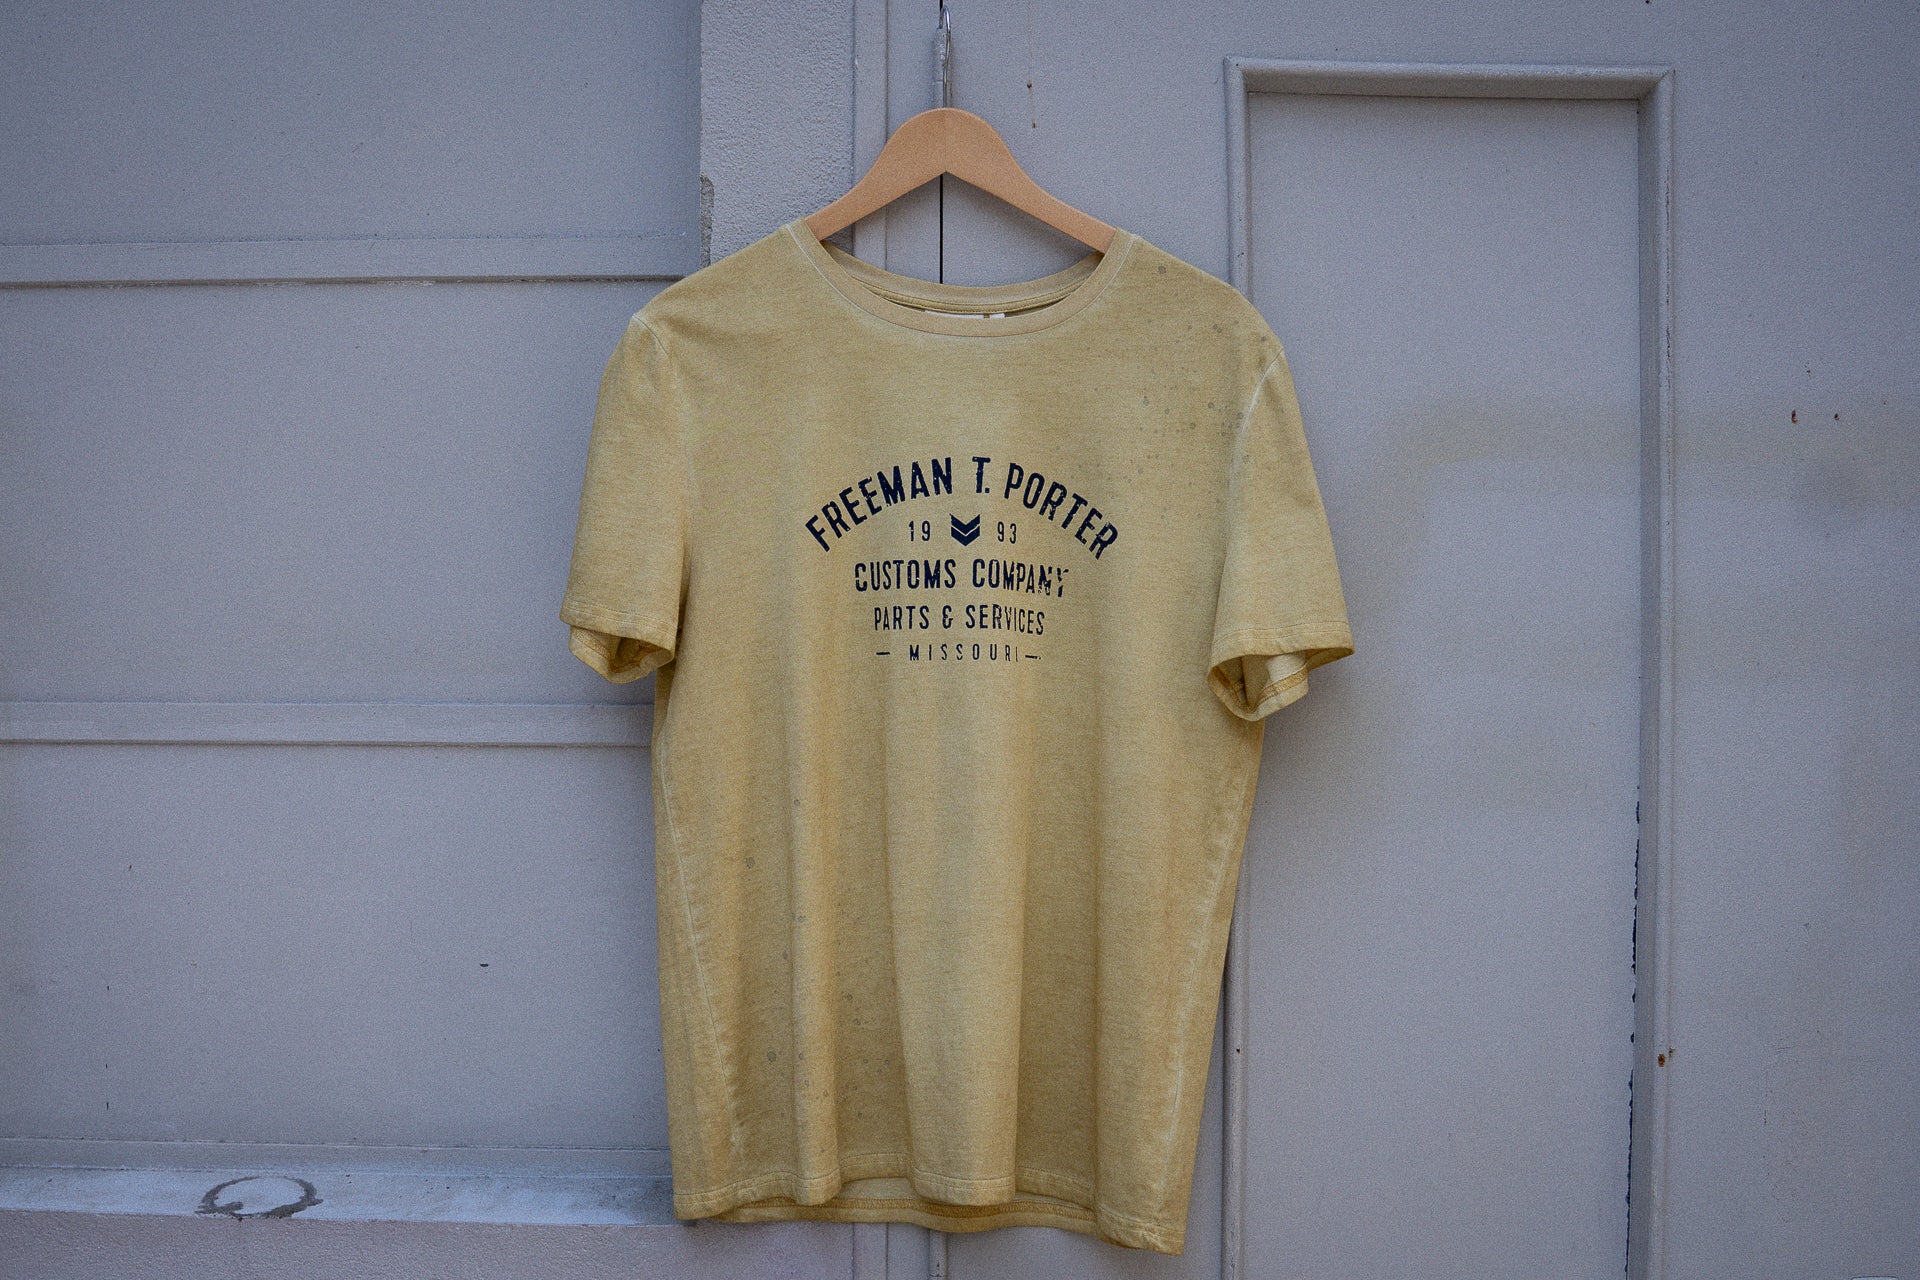 FREEMAN T. PORTER
19 93
CUSTOMS COMPANY
PARTS & SERVICES
— MISSOURI —